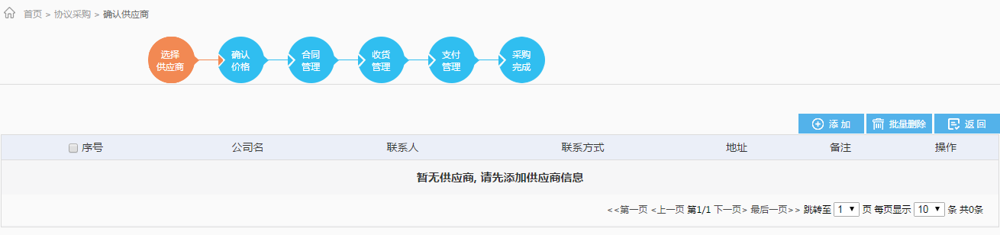 首页 > 协议采购 > 确认供应商
选择
供应商
确认
价格
合同
管理
收货
管理
支付
管理
采购
完成
添 加 批量删除 返 回
序号 公司名 联系人 联系方式 地址 备注 操作
暂无供应商, 请先添加供应商信息
<<第一页 <上一页 第1/1 下一页> 最后一页>> 跳转至 1 页 每页显示 10 条 共0条